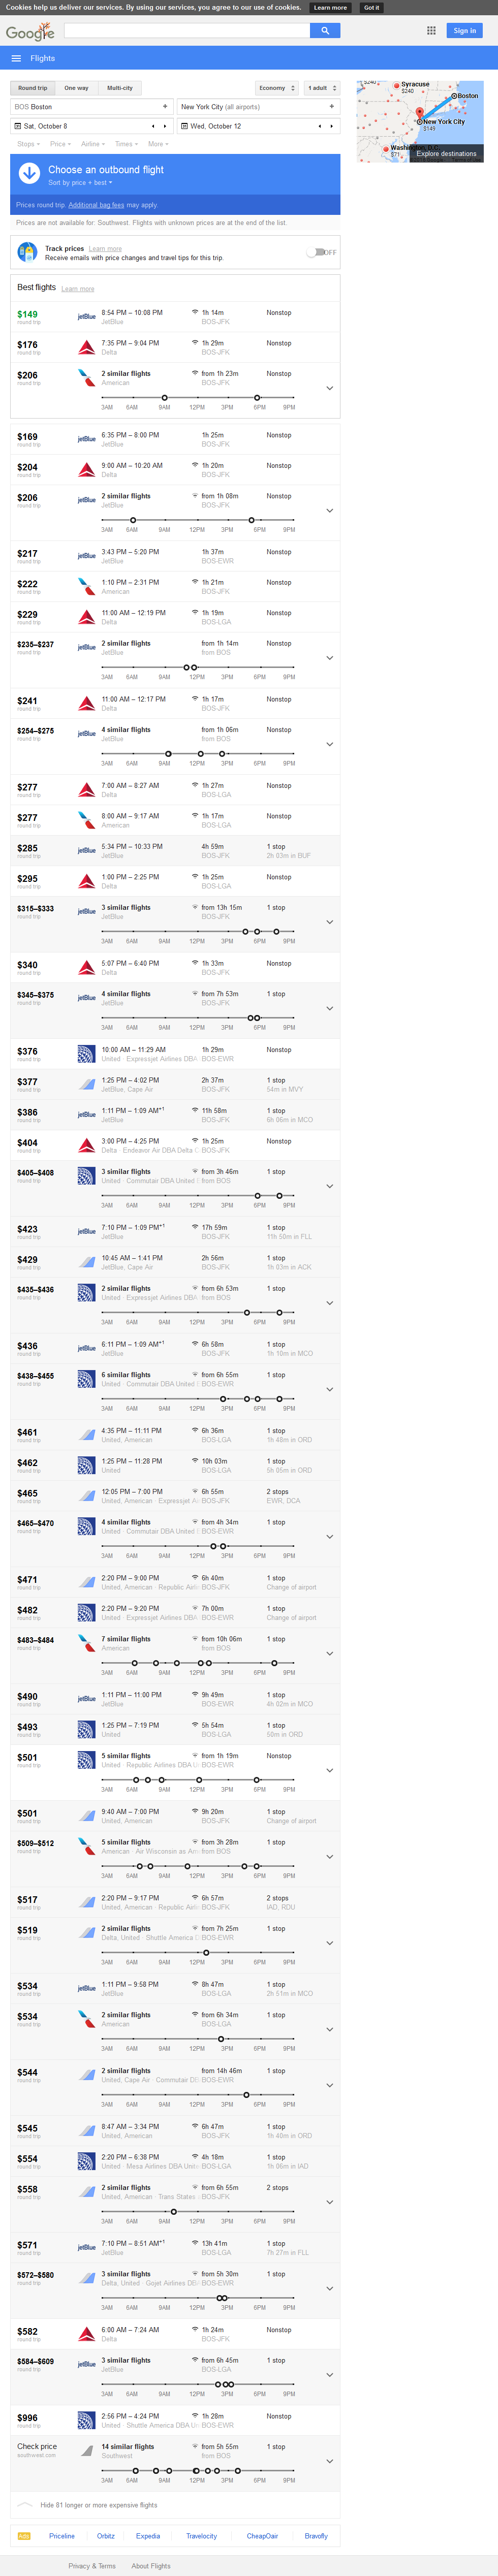 Cookies help us deliver our services. By using our services, you agree to our use of cookies. Learn more Got it
Google
Sign in
Flights
Round trip One way Multi-city Economy 1 adult
BOS Boston + New York City (all airports) +
Sat, October 8 Wed, October 12
Stops Price Airline Times More
$240
Syracuse
$240
Boston
New York City
$149
Washington, D.C.
$71
Explore destinations
Choose an outbound flight
Sort by price + best
Prices round trip. Additional bag fees may apply.
Prices are not available for: Southwest. Flights with unknown prices are at the end of the list.
Track prices Learn more
Receive emails with price changes and travel tips for this trip.
OFF
Best flights Learn more
$149 jetBlue 8:54 PM – 10:08 PM 1h 14m Nonstop
round trip JetBlue BOS-JFK
$176 7:35 PM – 9:04 PM 1h 29m Nonstop
round trip Delta BOS-JFK
$206 2 similar flights from 1h 23m Nonstop
round trip American BOS-JFK
3AM 6AM 9AM 12PM 3PM 6PM 9PM
$169 jetBlue 6:35 PM – 8:00 PM 1h 25m Nonstop
round trip JetBlue BOS-JFK
$204 9:00 AM – 10:20 AM 1h 20m Nonstop
round trip Delta BOS-JFK
$206 jetBlue 2 similar flights from 1h 08m Nonstop
round trip JetBlue BOS-JFK
3AM 6AM 9AM 12PM 3PM 6PM 9PM
$217 jetBlue 3:43 PM – 5:20 PM 1h 37m Nonstop
round trip JetBlue BOS-EWR
$222 1:10 PM – 2:31 PM 1h 21m Nonstop
round trip American BOS-JFK
$229 11:00 AM – 12:19 PM 1h 19m Nonstop
round trip Delta BOS-LGA
$235–$237 jetBlue 2 similar flights from 1h 14m Nonstop
round trip JetBlue from BOS
3AM 6AM 9AM 12PM 3PM 6PM 9PM
$241 11:00 AM – 12:17 PM 1h 17m Nonstop
round trip Delta BOS-JFK
$254–$275 jetBlue 4 similar flights from 1h 06m Nonstop
round trip JetBlue from BOS
3AM 6AM 9AM 12PM 3PM 6PM 9PM
$277 7:00 AM – 8:27 AM 1h 27m Nonstop
round trip Delta BOS-LGA
$277 8:00 AM – 9:17 AM 1h 17m Nonstop
round trip American BOS-LGA
$285 jetBlue 5:34 PM – 10:33 PM 4h 59m 1 stop
round trip JetBlue BOS-JFK 2h 03m in BUF
$295 1:00 PM – 2:25 PM 1h 25m Nonstop
round trip Delta BOS-LGA
$315–$333 jetBlue 3 similar flights from 13h 15m 1 stop
round trip JetBlue BOS-JFK
3AM 6AM 9AM 12PM 3PM 6PM 9PM
$340 5:07 PM – 6:40 PM 1h 33m Nonstop
round trip Delta BOS-JFK
$345–$375 jetBlue 4 similar flights from 7h 53m 1 stop
round trip JetBlue BOS-JFK
3AM 6AM 9AM 12PM 3PM 6PM 9PM
$376 10:00 AM – 11:29 AM 1h 29m Nonstop
round trip United · Expressjet Airlines DBA BOS-EWR
$377 1:25 PM – 4:02 PM 2h 37m 1 stop
round trip JetBlue, Cape Air BOS-JFK 54m in MVY
$386 jetBlue 1:11 PM – 1:09 AM+1 11h 58m 1 stop
round trip JetBlue BOS-JFK 6h 06m in MCO
$404 3:00 PM – 4:25 PM 1h 25m Nonstop
round trip Delta · Endeavor Air DBA Delta BOS-JFK
$405–$408 3 similar flights from 3h 46m 1 stop
round trip United · Commutair DBA United from BOS
3AM 6AM 9AM 12PM 3PM 6PM 9PM
$423 jetBlue 7:10 PM – 1:09 PM+1 17h 59m 1 stop
round trip JetBlue BOS-JFK 11h 58m in FLL
$429 10:45 AM – 1:41 PM 2h 56m 1 stop
round trip JetBlue, Cape Air BOS-JFK 1h 03m in ACK
$435–$436 2 similar flights from 6h 53m 1 stop
round trip United · Expressjet Airlines DBA from BOS
3AM 6AM 9AM 12PM 3PM 6PM 9PM
$436 jetBlue 6:11 PM – 1:09 AM+1 6h 58m 1 stop
round trip JetBlue BOS-JFK 1h 10m in MCO
$438–$455 6 similar flights from 6h 55m 1 stop
round trip United · Commutair DBA United BOS-EWR
3AM 6AM 9AM 12PM 3PM 6PM 9PM
$461 4:35 PM – 11:11 PM 6h 36m 1 stop
round trip United, American BOS-LGA 1h 48m in ORD
$462 1:25 PM – 11:28 PM 10h 03m 1 stop
round trip United BOS-LGA 5h 05m in ORD
$465 12:05 PM – 7:00 PM 6h 55m 2 stops
round trip United, American · Expressjet BOS-JFK EWR, DCA
$465–$470 4 similar flights from 4h 34m 1 stop
round trip United · Commutair DBA United BOS-EWR
3AM 6AM 9AM 12PM 3PM 6PM 9PM
$471 2:20 PM – 9:00 PM 6h 40m 1 stop
round trip United, American · Republic BOS-JFK Change of airport
$482 2:20 PM – 9:20 PM 7h 00m 1 stop
round trip United · Expressjet Airlines DBA BOS-EWR Change of airport
$483–$484 7 similar flights from 10h 06m 1 stop
round trip American from BOS
3AM 6AM 9AM 12PM 3PM 6PM 9PM
$490 jetBlue 1:11 PM – 11:00 PM 9h 49m 1 stop
round trip JetBlue BOS-EWR 4h 02m in MCO
$493 1:25 PM – 7:19 PM 5h 54m 1 stop
round trip United BOS-LGA 50m in ORD
$501 5 similar flights from 1h 19m Nonstop
round trip United · Republic Airlines DBA BOS-EWR
3AM 6AM 9AM 12PM 3PM 6PM 9PM
$501 9:40 AM – 7:00 PM 9h 20m 1 stop
round trip United, American BOS-JFK Change of airport
$509–$512 5 similar flights from 3h 28m 1 stop
round trip American · Air Wisconsin as from BOS
3AM 6AM 9AM 12PM 3PM 6PM 9PM
$517 2:20 PM – 9:17 PM 6h 57m 2 stops
round trip United, American · Republic BOS-JFK IAD, RDU
$519 2 similar flights from 7h 25m 1 stop
round trip Delta, United · Shuttle America BOS-EWR
3AM 6AM 9AM 12PM 3PM 6PM 9PM
$534 jetBlue 1:11 PM – 9:58 PM 8h 47m 1 stop
round trip JetBlue BOS-LGA 2h 51m in MCO
$534 2 similar flights from 6h 34m 1 stop
round trip American BOS-LGA
3AM 6AM 9AM 12PM 3PM 6PM 9PM
$544 2 similar flights from 14h 46m 1 stop
round trip United, Cape Air · Commutair BOS-EWR
3AM 6AM 9AM 12PM 3PM 6PM 9PM
$545 8:47 AM – 3:34 PM 6h 47m 1 stop
round trip United, American BOS-JFK 1h 40m in ORD
$554 2:20 PM – 6:38 PM 4h 18m 1 stop
round trip United · Mesa Airlines DBA BOS-LGA 1h 06m in IAD
$558 2 similar flights from 6h 55m 2 stops
round trip United, American · Trans States BOS-JFK
3AM 6AM 9AM 12PM 3PM 6PM 9PM
$571 jetBlue 7:10 PM – 8:51 AM+1 13h 41m 1 stop
round trip JetBlue BOS-LGA 7h 27m in FLL
$572–$580 3 similar flights from 5h 30m 1 stop
round trip Delta, United · Gojet Airlines BOS-EWR
3AM 6AM 9AM 12PM 3PM 6PM 9PM
$582 6:00 AM – 7:24 AM 1h 24m Nonstop
round trip Delta BOS-JFK
$584–$609 jetBlue 3 similar flights from 6h 45m 1 stop
round trip JetBlue BOS-LGA
3AM 6AM 9AM 12PM 3PM 6PM 9PM
$996 2:56 PM – 4:24 PM 1h 28m Nonstop
round trip United · Shuttle America DBA BOS-EWR
Check price 14 similar flights from 5h 55m 1 stop
southwest.com Southwest from BOS
3AM 6AM 9AM 12PM 3PM 6PM 9PM
Hide 81 longer or more expensive flights
Ads Priceline Orbitz Expedia Travelocity CheapOair Bravofly
Privacy & Terms About Flights